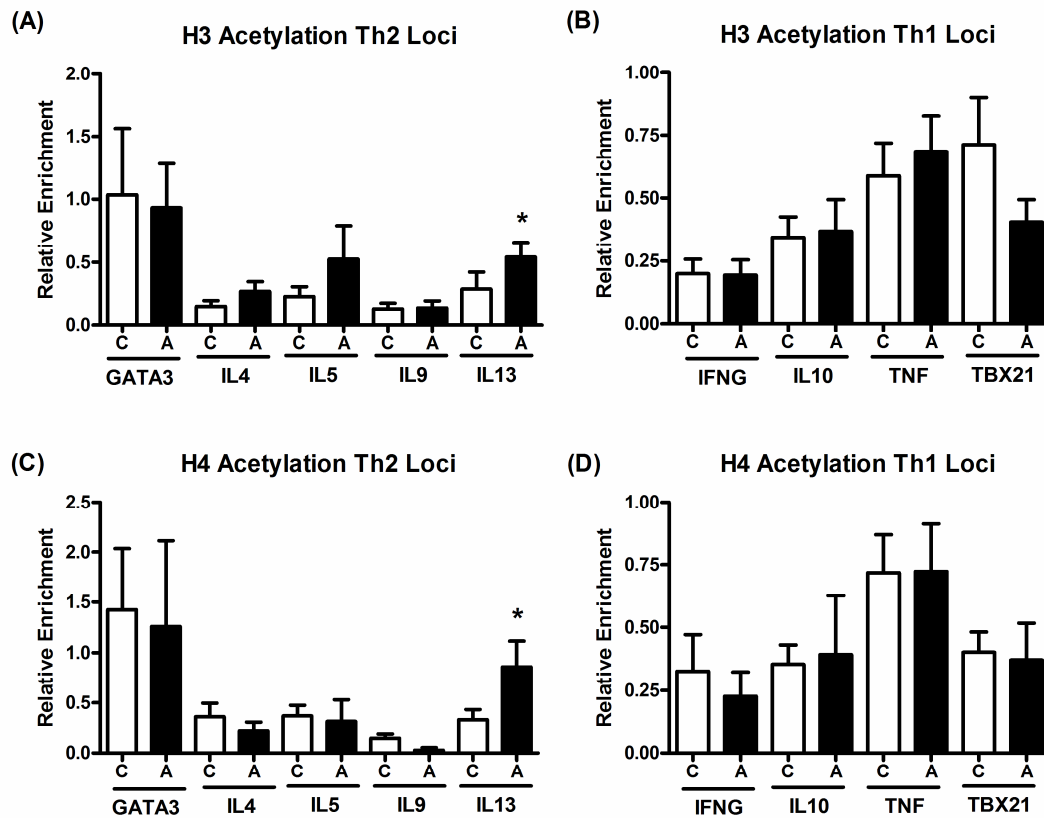 (A)
H3 Acetylation Th2 Loci
Relative Enrichment
2.0
1.5
1.0
0.5
0.0
*
C A C A C A C A C A
GATA3 IL4 IL5 IL9 IL13
(B)
H3 Acetylation Th1 Loci
Relative Enrichment
1.00
0.75
0.50
0.25
0.00
C A C A C A C A
IFNG IL10 TNF TBX21
(C)
H4 Acetylation Th2 Loci
Relative Enrichment
2.5
2.0
1.5
1.0
0.5
0.0
*
C A C A C A C A C A
GATA3 IL4 IL5 IL9 IL13
(D)
H4 Acetylation Th1 Loci
Relative Enrichment
1.00
0.75
0.50
0.25
0.00
C A C A C A C A
IFNG IL10 TNF TBX21